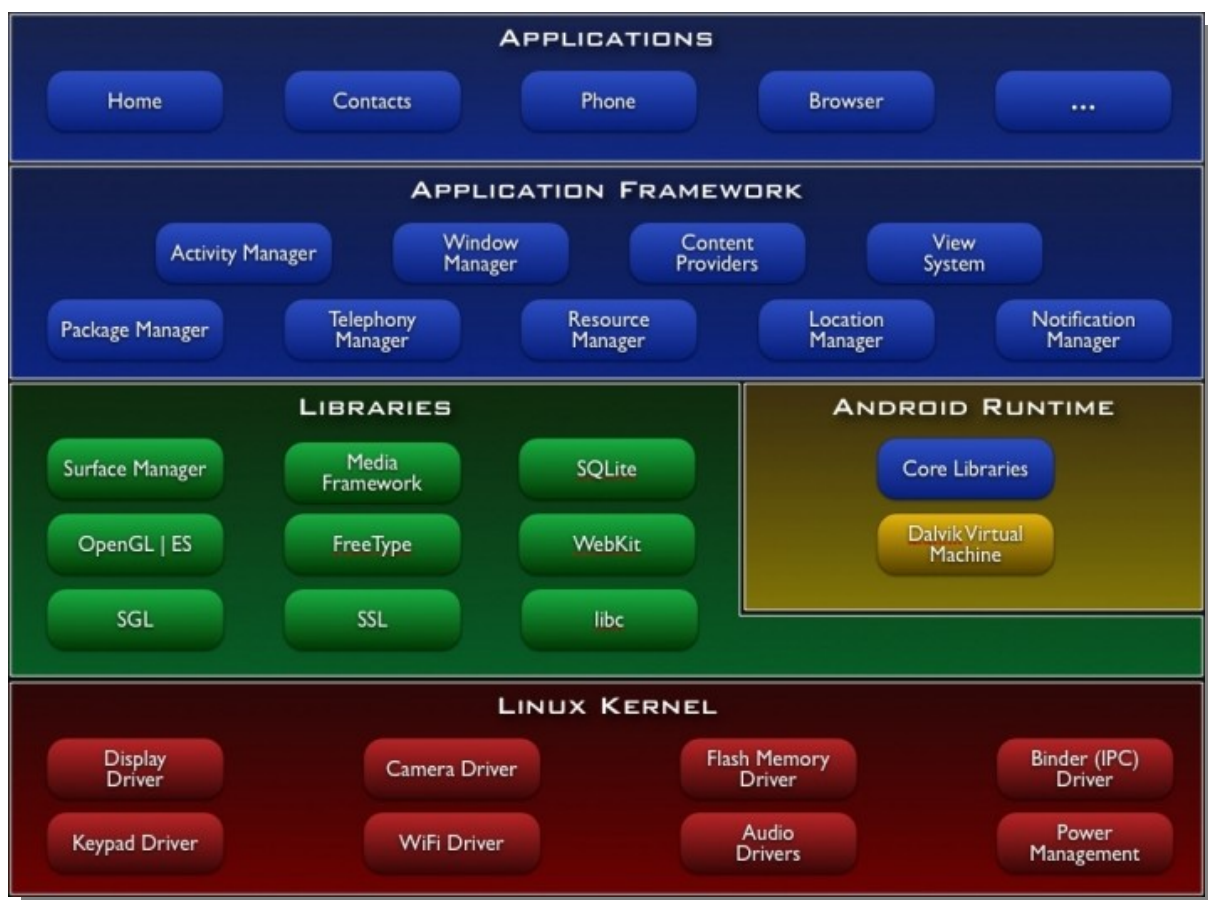 APPLICATIONS
Home
Contacts
Phone
Browser
...
APPLICATION FRAMEWORK
Activity Manager
Window
Manager
Content
Providers
View
System
Package Manager
Telephony
Manager
Resource
Manager
Location
Manager
Notification
Manager
LIBRARIES
Surface Manager
Media
Framework
SQLite
OpenGL | ES
FreeType
WebKit
SGL
SSL
libc
ANDROID RUNTIME
Core Libraries
Dalvik Virtual
Machine
LINUX KERNEL
Display
Driver
Camera Driver
Flash Memory
Driver
Binder (IPC)
Driver
Keypad Driver
WiFi Driver
Audio
Drivers
Power
Management